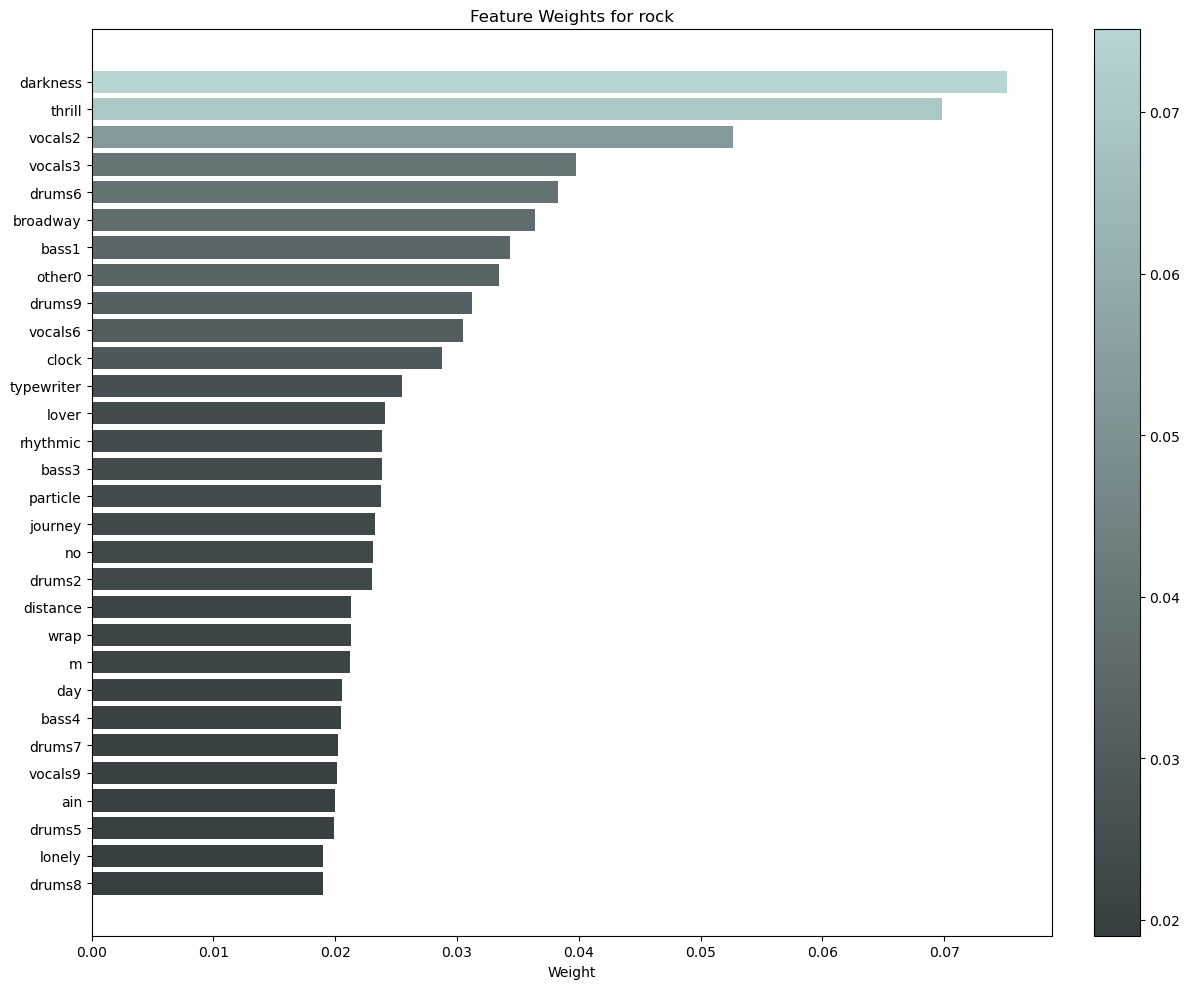 Feature Weights for rock
darkness
thrill
vocals2
vocals3
drums6
broadway
bass1
other0
drums9
vocals6
clock
typewriter
lover
rhythmic
bass3
particle
journey
no
drums2
distance
wrap
m
day
bass4
drums7
vocals9
ain
drums5
lonely
drums8
0.00 0.01 0.02 0.03 0.04 0.05 0.06 0.07
Weight
0.07
0.06
0.05
0.04
0.03
0.02